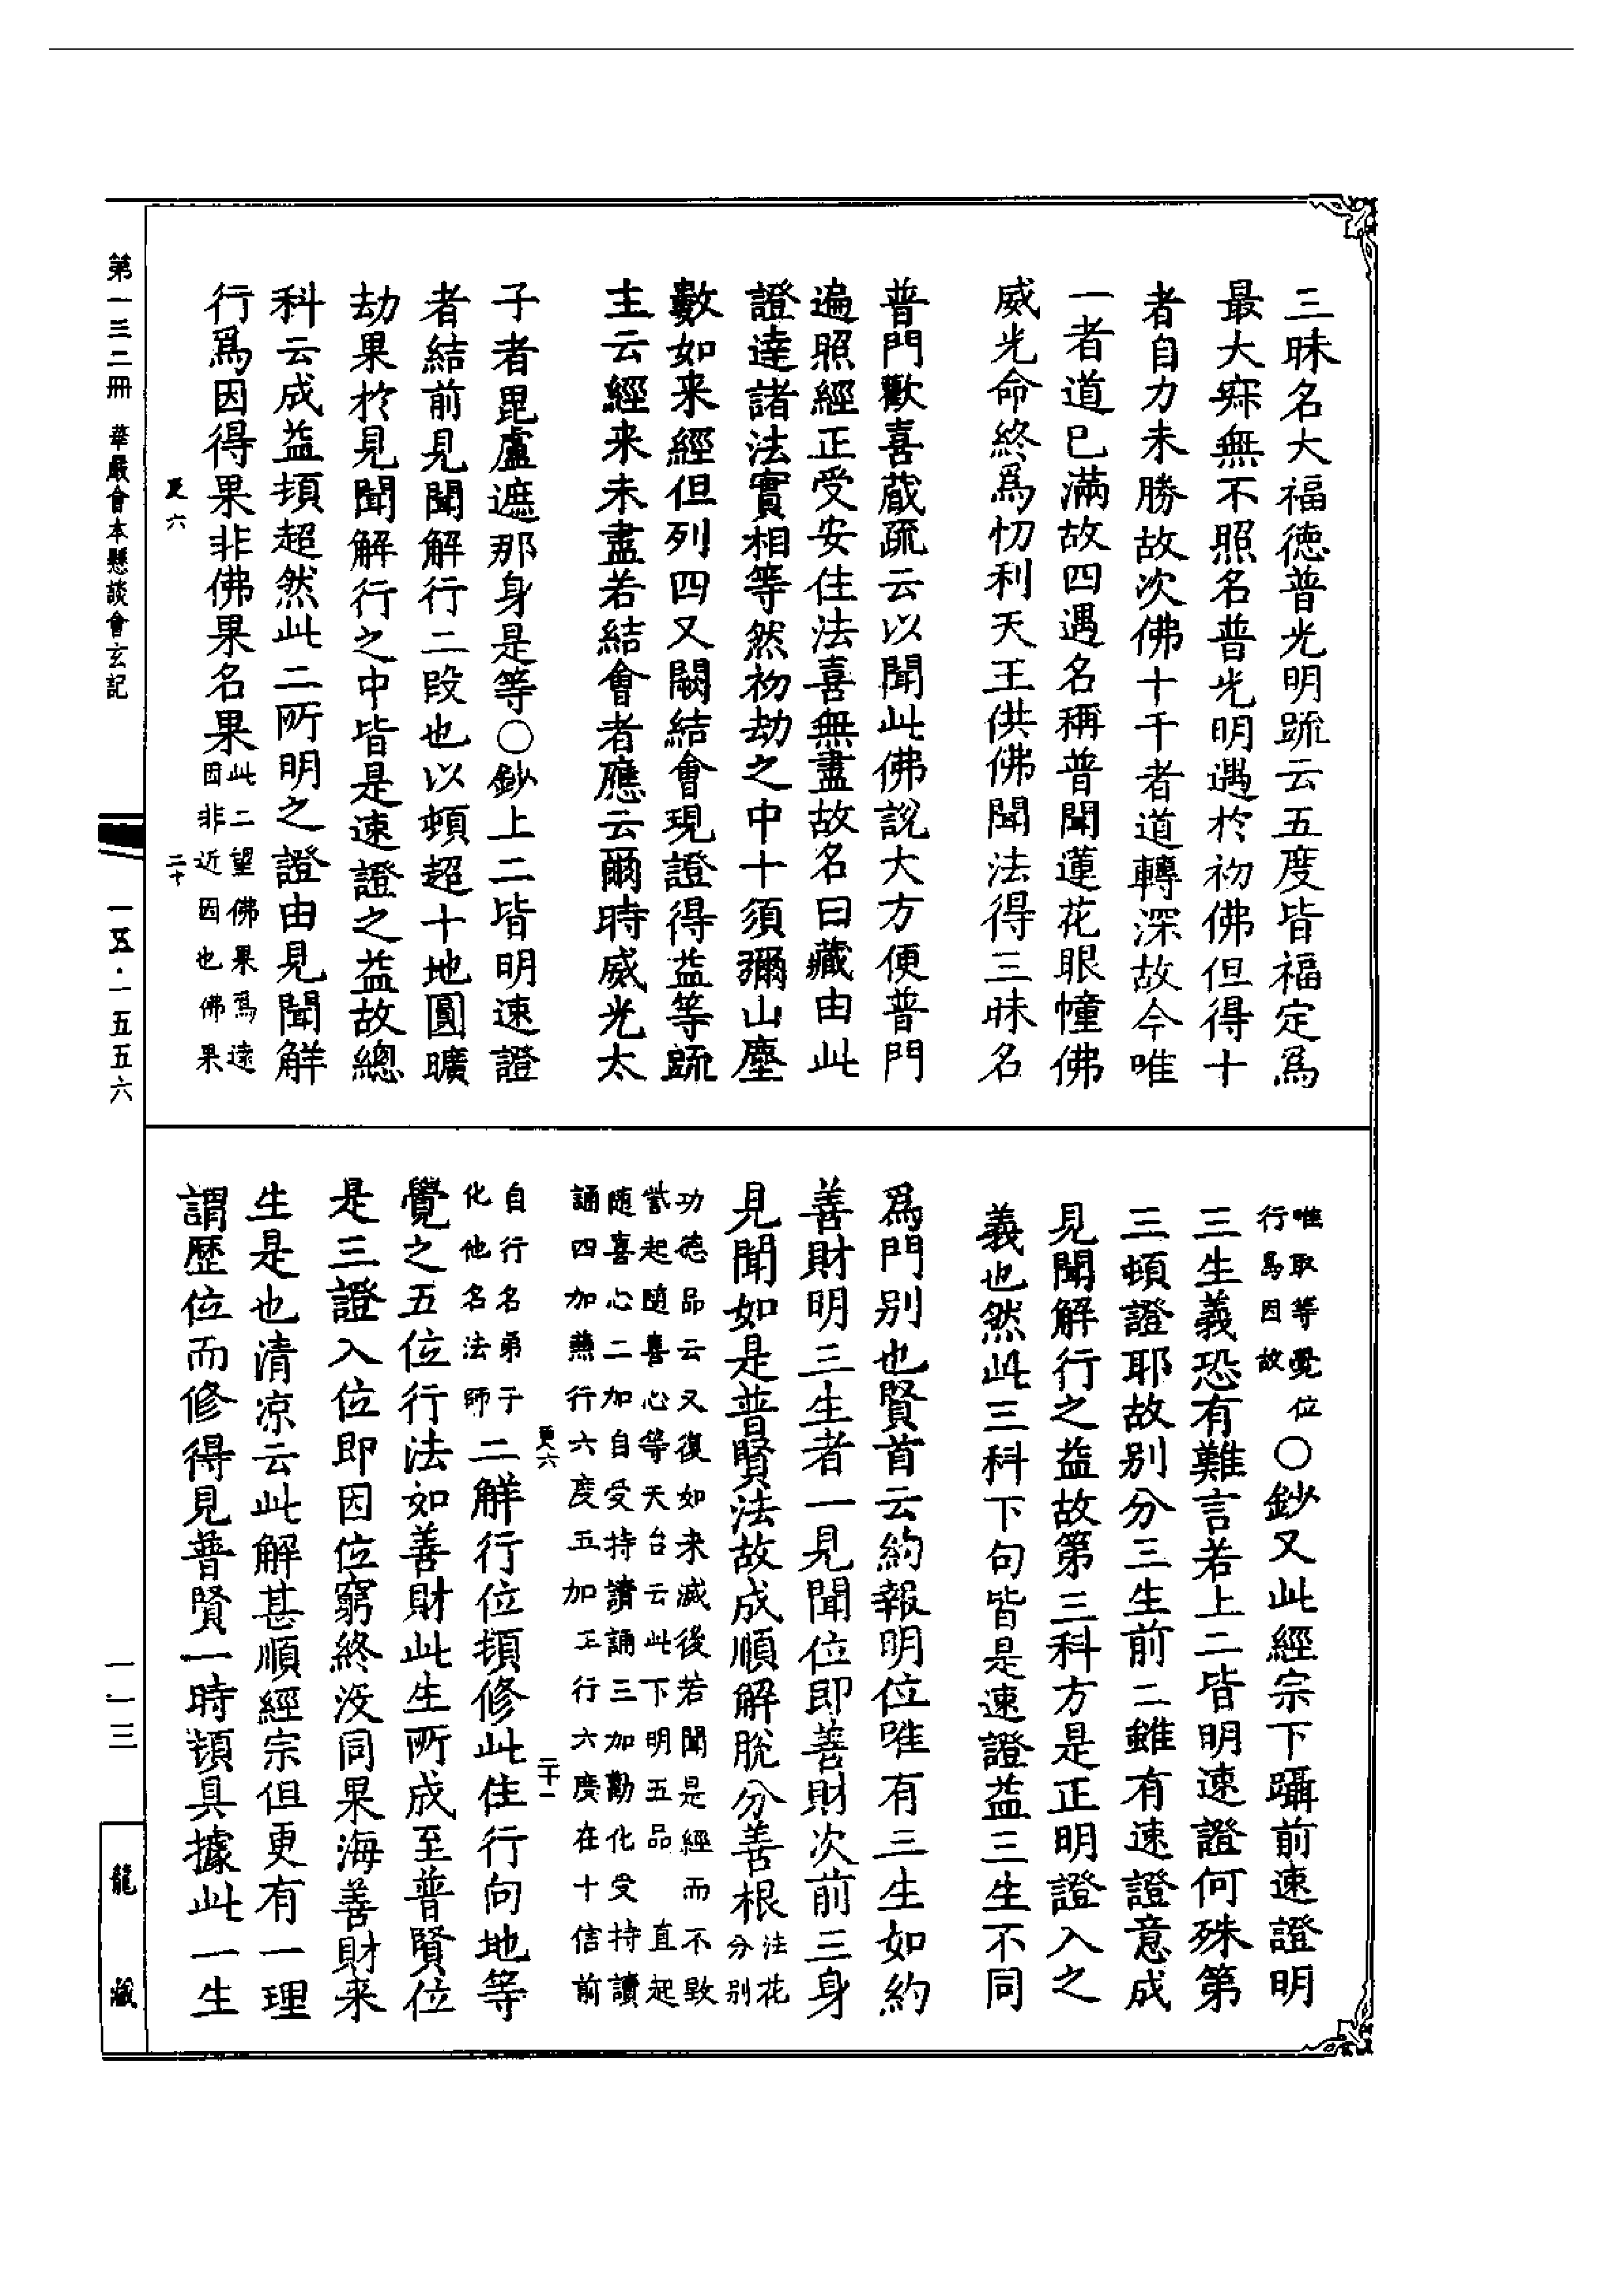 三昧名大福德普光明䟽云五度皆福定爲
最大寂無不照名普光明遇於初佛但得十
者自力未勝故次佛十千者道轉深故今唯
一者道已滿故四遇名稱普聞蓮花眼幢佛
威光命終爲忉利天王供佛聞法得三昧名
普門歡喜蔵疏云以聞此佛說大方便普門
遍照經正受安住法喜無盡故名曰藏由此
證達諸法實相等然初劫之中十須彌山塵
數如来經但列四又闕結會現證得益等䟽
主云經来未盡若結會者應云爾時威光太
子者毘盧遮那身是等○鈔上二皆明速證
者結前見聞解行二段也以頓超十地圓曠
劫果於見聞解行之中皆是速證之益故總
科云成益頓超然此二所明之證由見聞解
行爲因得果非佛果名果此二望佛果爲遠
因非近因也佛果
更六
二十
唯取等覺位
行爲因故
○鈔又此經宗下躡前速證明
三生義恐有難言若上二皆明速證何殊第
三頓證耶故别分三生前二雖有速證意成
見聞解行之益故第三科方是正明證入之
義也然此三科下句皆是速證益三生不同
爲門别也賢首云約報明位唯有三生如約
善財明三生者一見聞位即善財次前三身
見聞如是普賢法故成順解脫分善根法花
分别
功德品云又復如来滅後若聞是經而不毀
訾起随喜心等天台云此下明五品 直起
随喜心二加自受持讀誦三加勸化受持讀
誦四加兼行六度五加正行六度在十信前
更六
二十一
自行名弟子
化他名法師
二解行位頓修此住行向地等
覺之五位行法如善財此生所成至普賢位
是三證入位即因位窮終没同果海善財来
生是也清凉云此解甚順經宗但更有一理
謂歷位而修得見普賢一時頓具據此一生
第一三二冊 華嚴會本懸談會玄記
一五·一五五六
一一三
龍藏